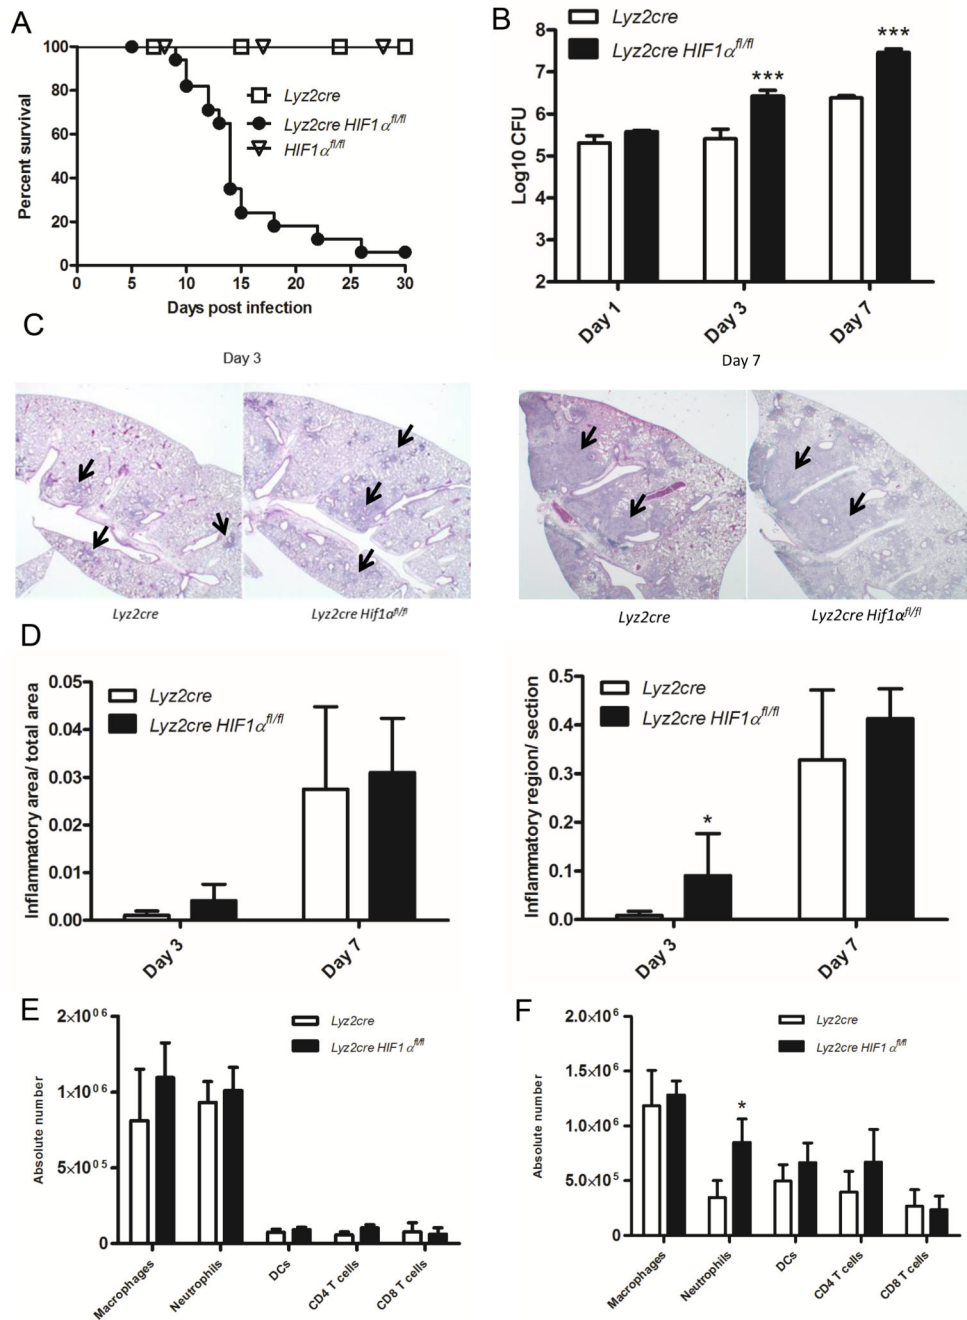 A
100
80
60
40
20
0
Percent survival
Lyz2cre
Lyz2cre HIF1α^fl/fl
HIF1α^fl/fl
0 5 10 15 20 25 30
Days post infection
B
8
7
6
5
4
3
2
Log10 CFU
Lyz2cre
Lyz2cre HIF1α^fl/fl
***
***
Day 1 Day 3 Day 7
C
Day 3
Day 7
Lyz2cre
Lyz2cre Hif1α^fl/fl
Lyz2cre
Lyz2cre Hif1α^fl/fl
D
0.05
0.04
0.03
0.02
0.01
0.00
Inflammatory area/ total area
Lyz2cre
Lyz2cre HIF1α^fl/fl
Day 3 Day 7
0.5
0.4
0.3
0.2
0.1
0.0
Inflammatory region/ section
Lyz2cre
Lyz2cre HIF1α^fl/fl
*
Day 3 Day 7
E
2×10^06
1×10^06
5×10^05
0
Absolute number
Lyz2cre
Lyz2cre HIF1α^fl/fl
Macrophages Neutrophils DCs CD4 T cells CD8 T cells
F
2.0×10^6
1.5×10^6
1.0×10^6
5.0×10^5
0
Absolute number
Lyz2cre
Lyz2cre HIF1α^fl/fl
*
Macrophages Neutrophils DCs CD4 T cells CD8 T cells